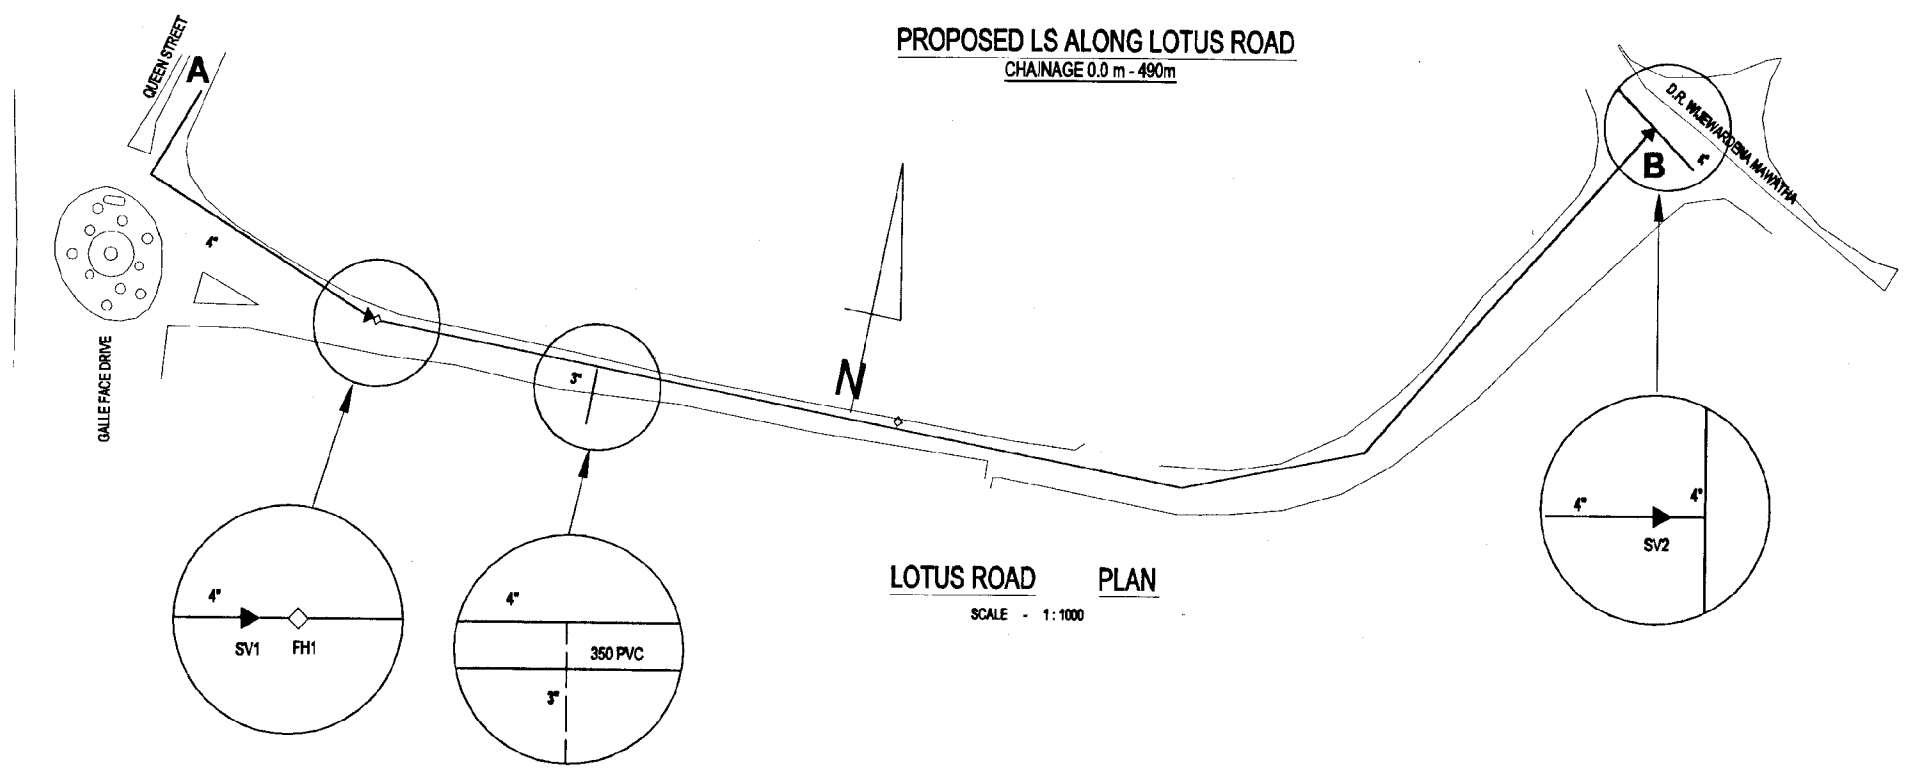 PROPOSED LS ALONG LOTUS ROAD
CHAINAGE 0.0 m - 490m
QUEEN STREET
A
D.R. WIJEWARDENA MAWATHA
4"
B
4"
GALLE FACE DRIVE
3"
N
4"
SV1
FH1
4"
350 PVC
3"
4"
4"
SV2
LOTUS ROAD PLAN
SCALE - 1 : 1000